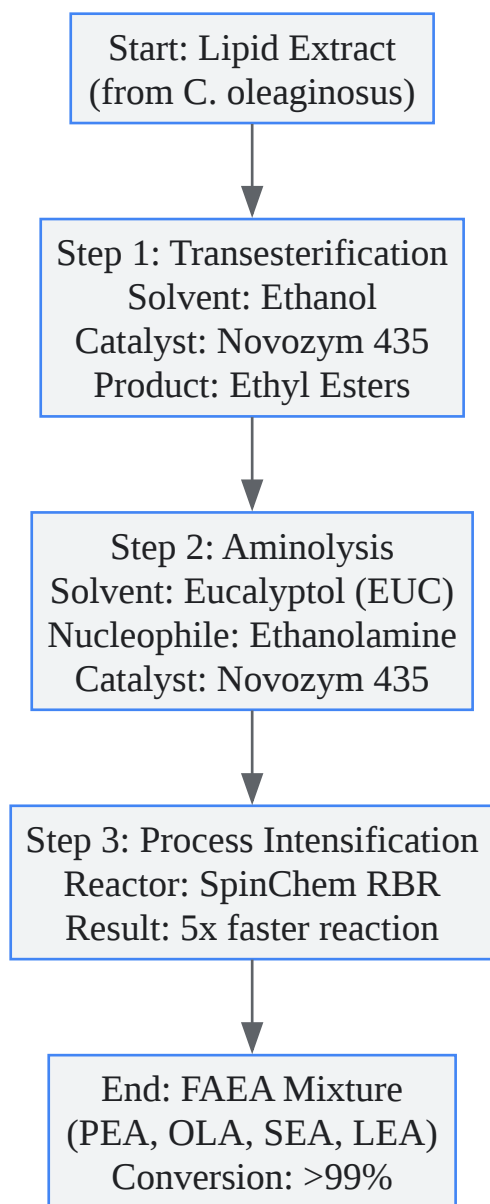 Start: Lipid Extract
(from C. oleaginosus)
Step 1: Transesterification
Solvent: Ethanol
Catalyst: Novozym 435
Product: Ethyl Esters
Step 2: Aminolysis
Solvent: Eucalyptol (EUC)
Nucleophile: Ethanolamine
Catalyst: Novozym 435
Step 3: Process Intensification
Reactor: SpinChem RBR
Result: 5x faster reaction
End: FAEA Mixture
(PEA, OLA, SEA, LEA)
Conversion: >99%